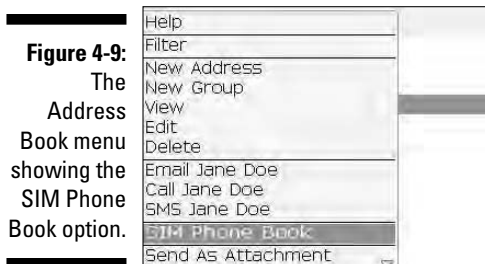 Figure 4-9:
The
Address
Book menu
showing the
SIM Phone
Book option.
Help
Filter
New Address
New Group
View
Edit
Delete
Email Jane Doe
Call Jane Doe
SMS Jane Doe
SIM Phone Book
Send As Attachment